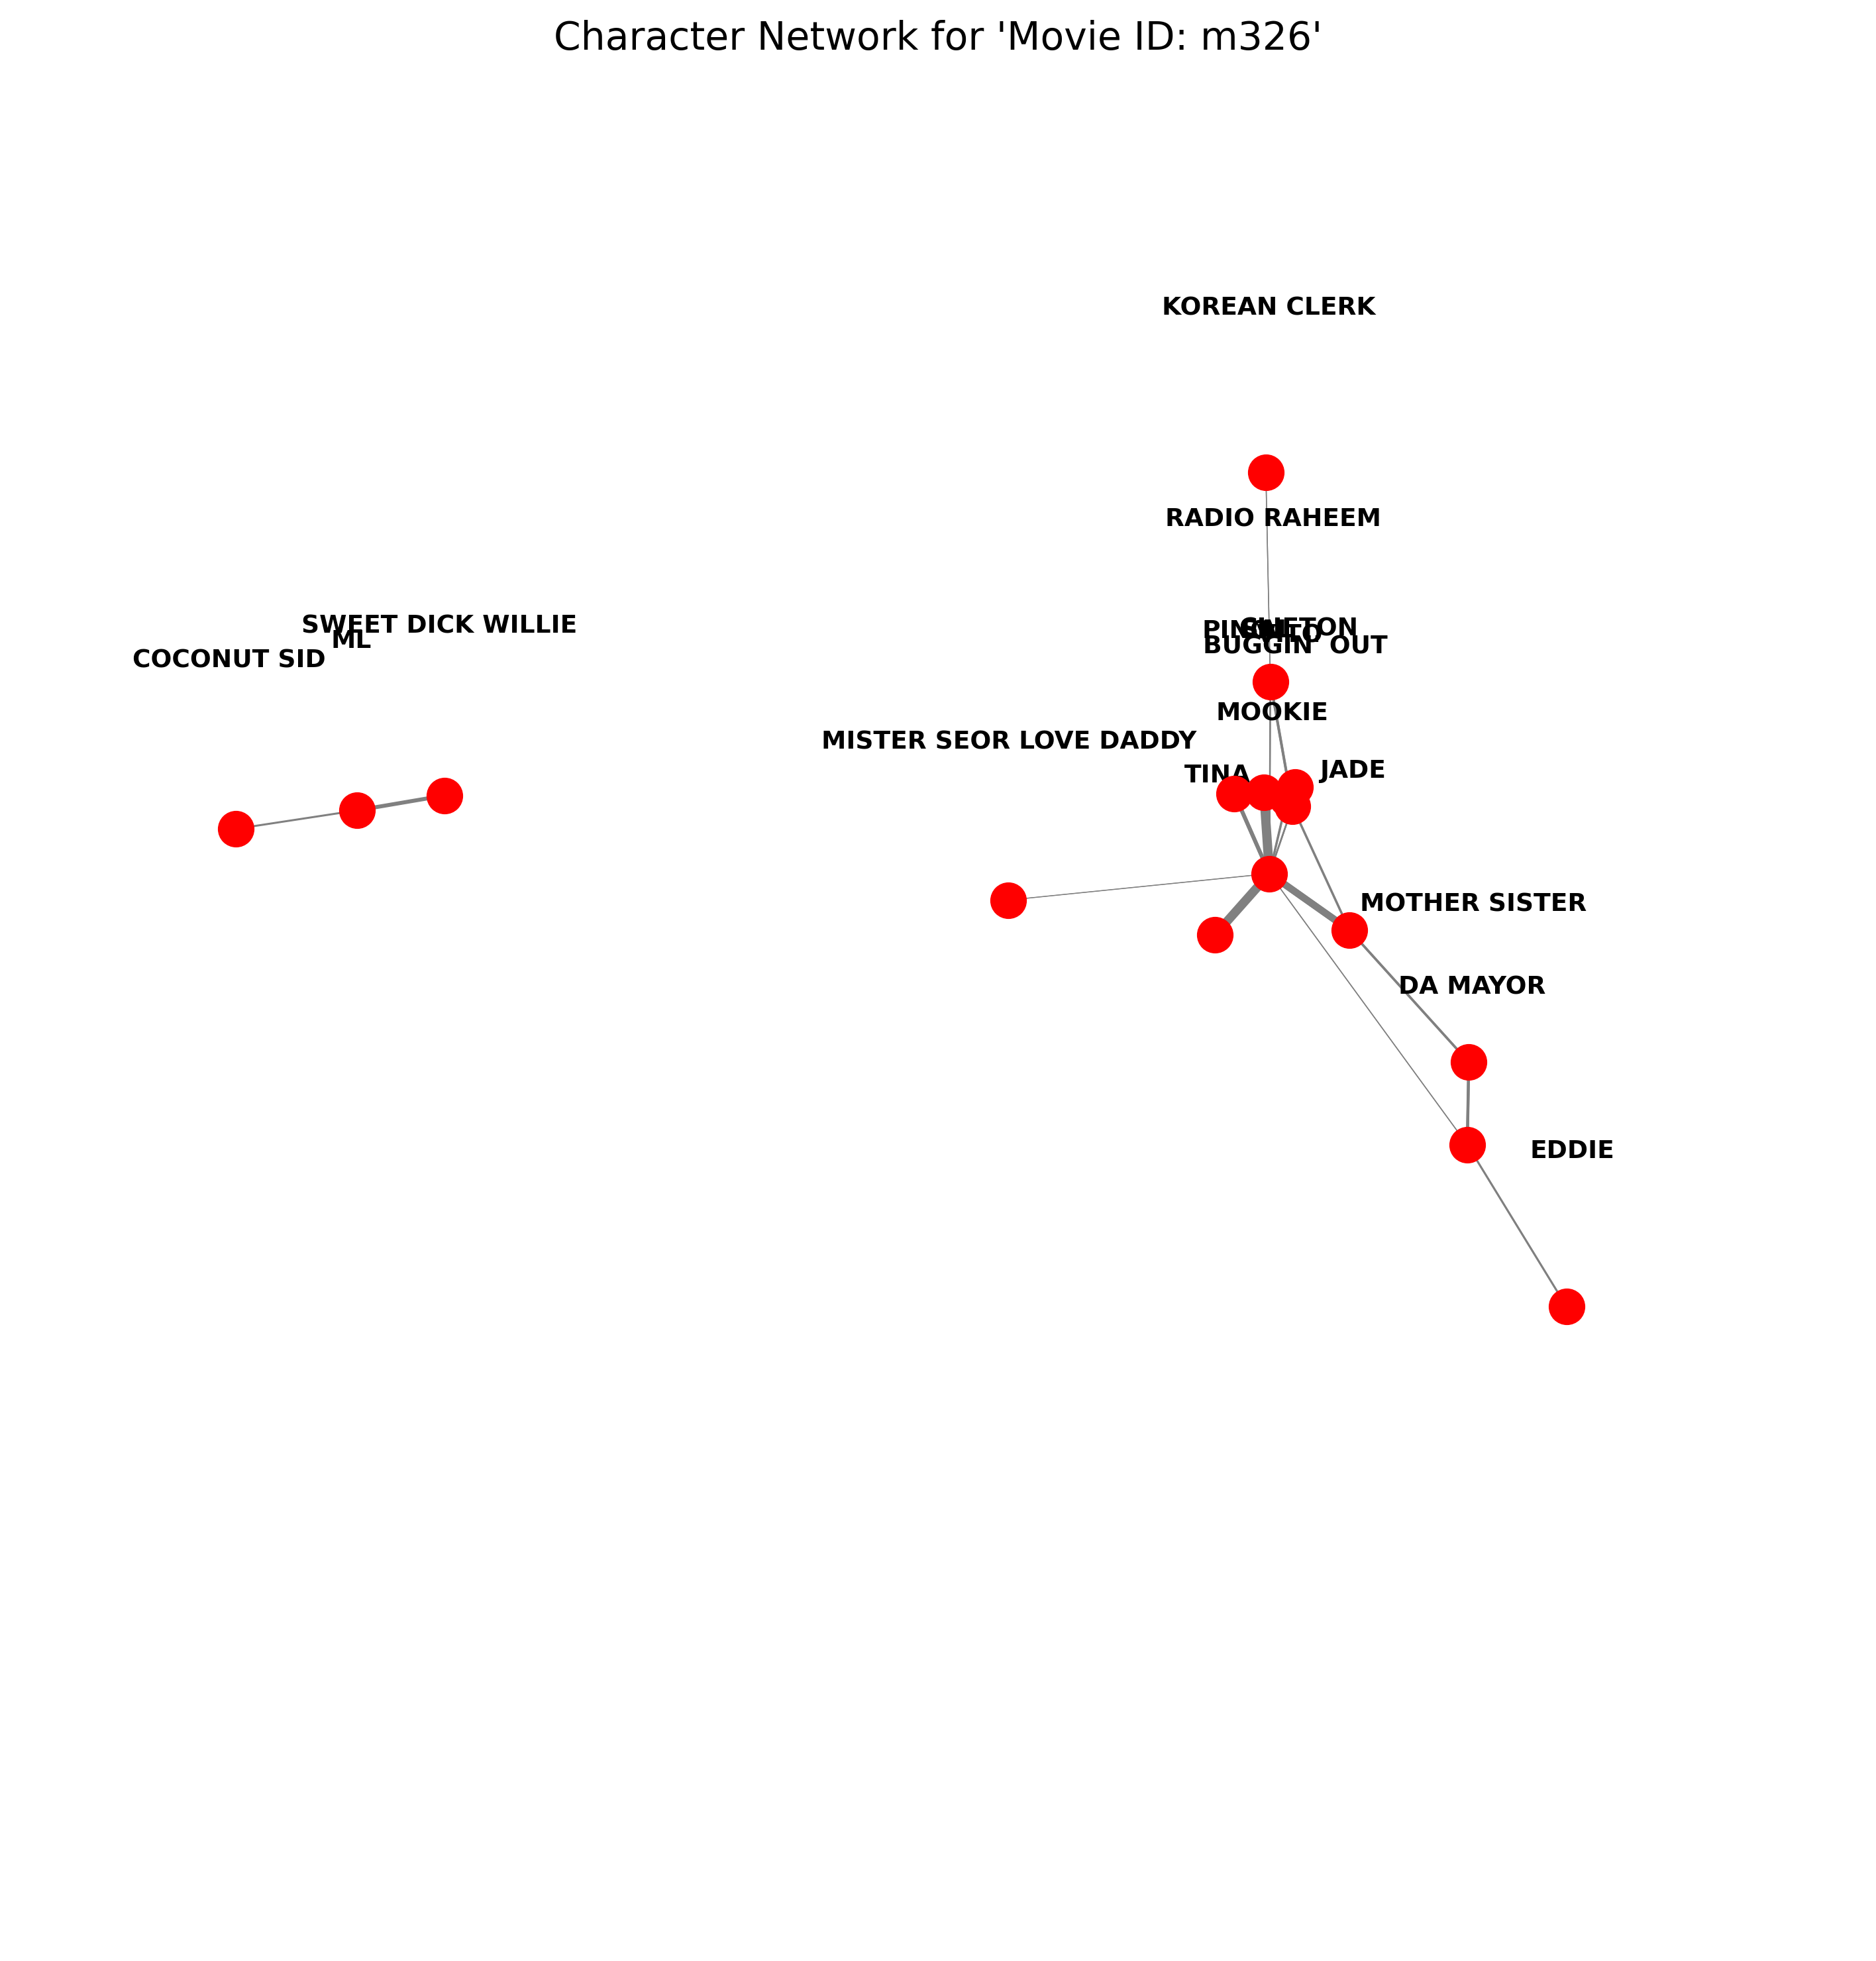 Character Network for 'Movie ID: m326'
KOREAN CLERK
RADIO RAHEEM
SWEET DICK WILLIE
ML
COCONUT SID
BUGGIN' OUT
MOOKIE
MISTER SEOR LOVE DADDY
TINA
JADE
MOTHER SISTER
DA MAYOR
EDDIE